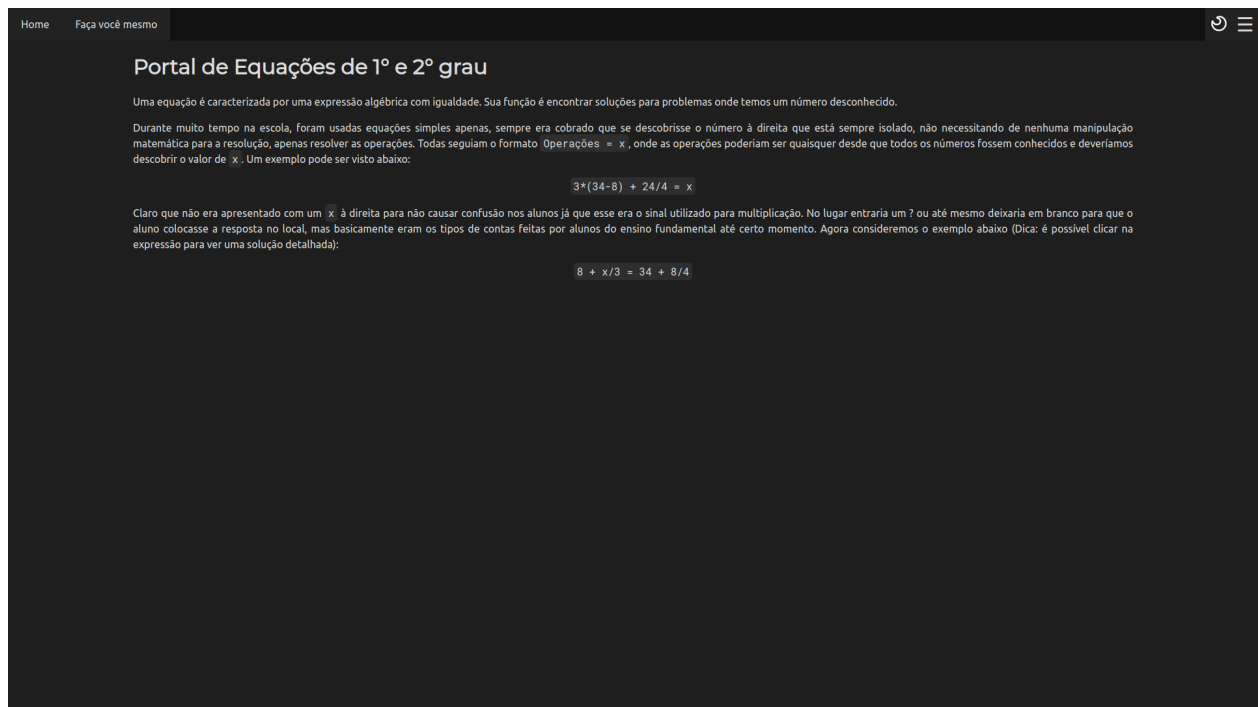 Home Faça você mesmo
Portal de Equações de 1º e 2º grau
Uma equação é caracterizada por uma expressão algébrica com igualdade. Sua função é encontrar soluções para problemas onde temos um número desconhecido.
Durante muito tempo na escola, foram usadas equações simples apenas, sempre era cobrado que se descobrisse o número à direita que está sempre isolado, não necessitando de nenhuma manipulação
matemática para a resolução, apenas resolver as operações. Todas seguiam o formato Operações = x, onde as operações poderiam ser quaisquer desde que todos os números fossem conhecidos e deveríamos
descobrir o valor de x. Um exemplo pode ser visto abaixo:
3*(34-8) + 24/4 = x
Claro que não era apresentado com um x à direita para não causar confusão nos alunos já que esse era o sinal utilizado para multiplicação. No lugar entraria um ? ou até mesmo deixaria em branco para que o
aluno colocasse a resposta no local, mas basicamente eram os tipos de contas feitas por alunos do ensino fundamental até certo momento. Agora consideremos o exemplo abaixo (Dica: é possível clicar na
expressão para ver uma solução detalhada):
8 + x/3 = 34 + 8/4